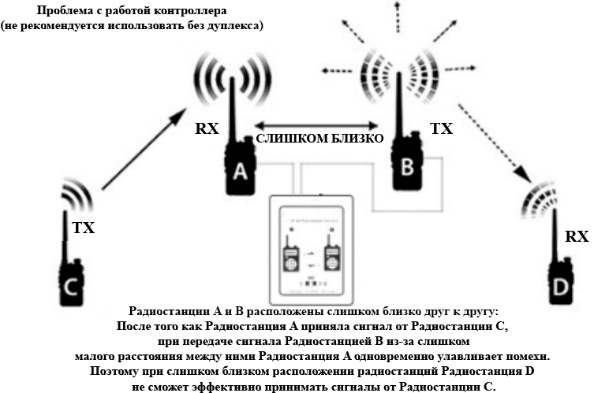 Проблема с работой контроллера
(не рекомендуется использовать без дуплекса)
RX
TX
СЛИШКОМ БЛИЗКО
A
B
TX
C
RX
D
Радиостанции А и В расположены слишком близко друг к другу:
После того как Радиостанция А приняла сигнал от Радиостанции С,
при передаче сигнала Радиостанцией В из-за слишком
малого расстояния между ними Радиостанция А одновременно улавливает помехи.
Поэтому при слишком близком расположении радиостанций Радиостанция D
не сможет эффективно принимать сигналы от Радиостанции С.